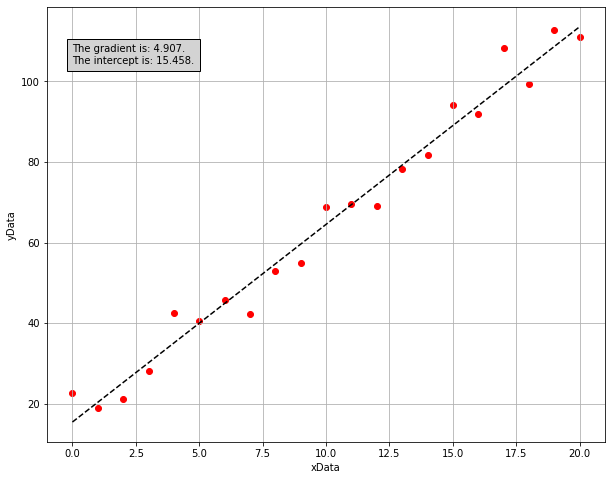 The gradient is: 4.907.
The intercept is: 15.458.
100
80
60
40
20
yData
0.0 2.5 5.0 7.5 10.0 12.5 15.0 17.5 20.0
xData